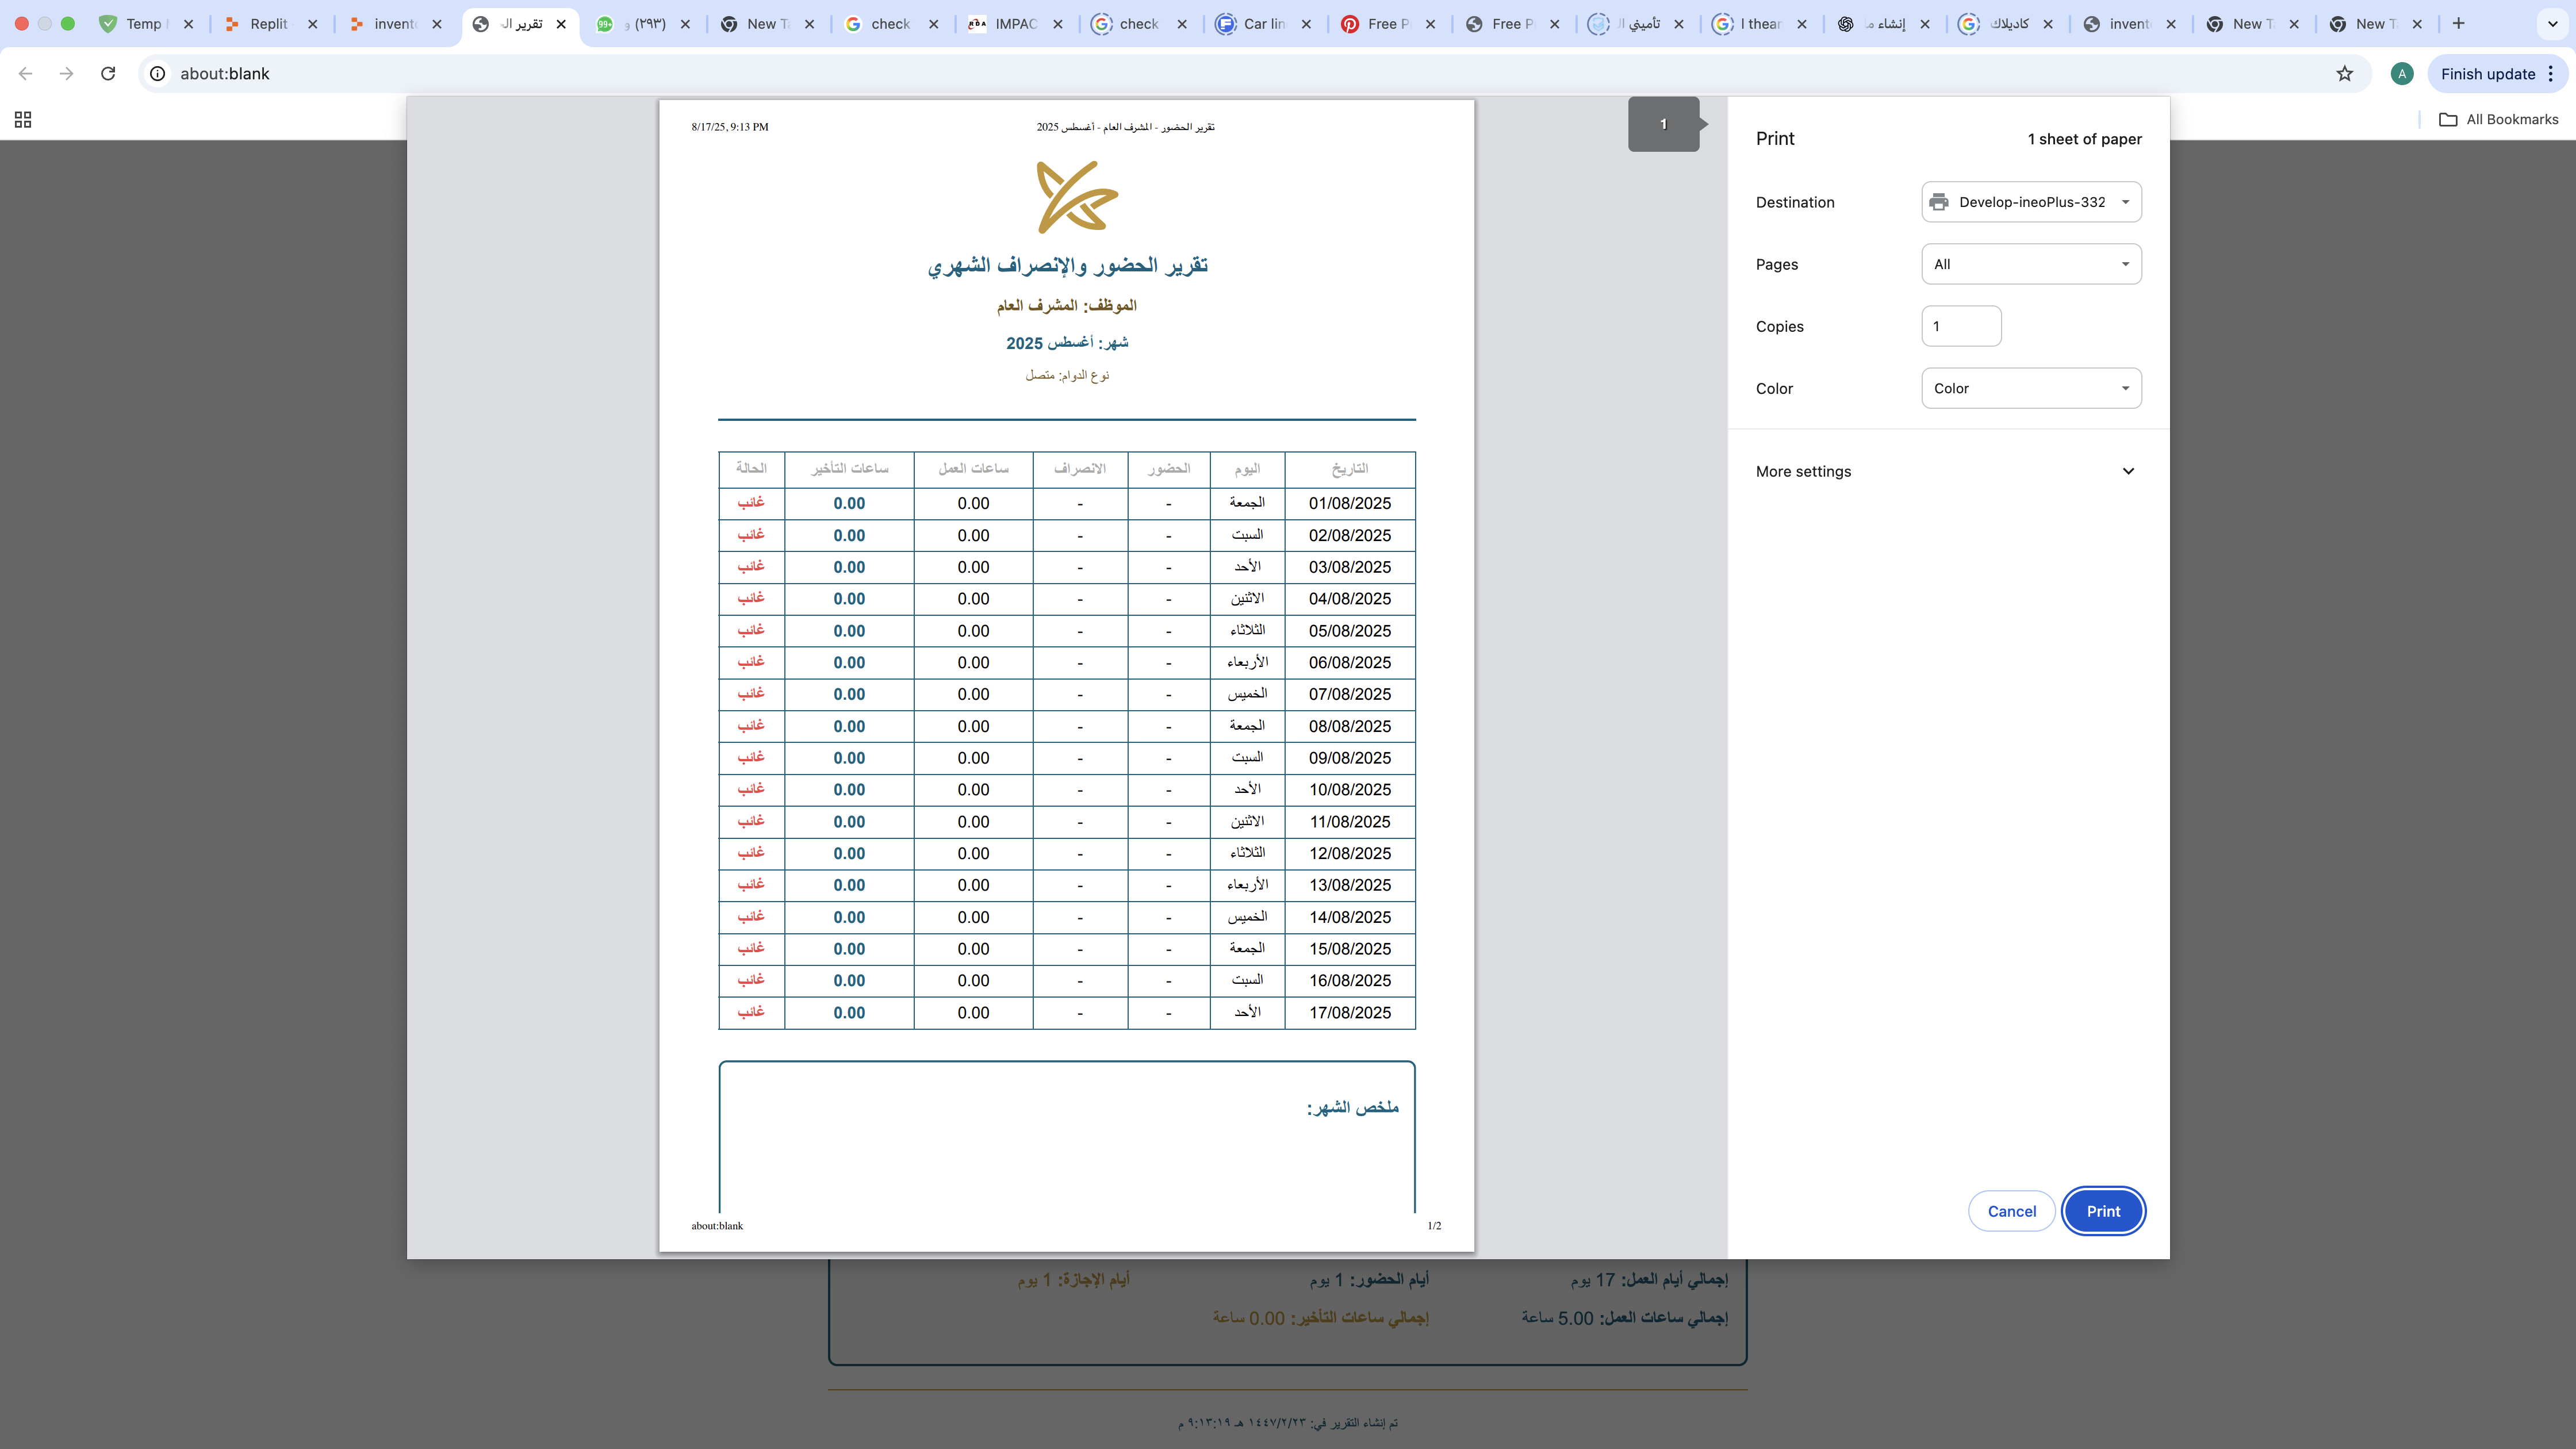 Temp
Replit
invent
تقرير الـ
(٢٩٣) و
New T
check
IMPAC
check
Car lin
Free P
Free P
تأميني
I thear
إنشاء مـ
كاديلاك
invent
New T
New T
about:blank
A
Finish update
All Bookmarks
8/17/25, 9:13 PM
تقرير الحضور - المشرف العام - أغسطس 2025
تقرير الحضور والإنصراف الشهري
الموظف: المشرف العام
شهر: أغسطس 2025
نوع الدوام: متصل
التاريخ اليوم الحضور الانصراف ساعات العمل ساعات التأخير الحالة
01/08/2025 الجمعة - - 0.00 0.00 غائب
02/08/2025 السبت - - 0.00 0.00 غائب
03/08/2025 الأحد - - 0.00 0.00 غائب
04/08/2025 الاثنين - - 0.00 0.00 غائب
05/08/2025 الثلاثاء - - 0.00 0.00 غائب
06/08/2025 الأربعاء - - 0.00 0.00 غائب
07/08/2025 الخميس - - 0.00 0.00 غائب
08/08/2025 الجمعة - - 0.00 0.00 غائب
09/08/2025 السبت - - 0.00 0.00 غائب
10/08/2025 الأحد - - 0.00 0.00 غائب
11/08/2025 الاثنين - - 0.00 0.00 غائب
12/08/2025 الثلاثاء - - 0.00 0.00 غائب
13/08/2025 الأربعاء - - 0.00 0.00 غائب
14/08/2025 الخميس - - 0.00 0.00 غائب
15/08/2025 الجمعة - - 0.00 0.00 غائب
16/08/2025 السبت - - 0.00 0.00 غائب
17/08/2025 الأحد - - 0.00 0.00 غائب
ملخص الشهر:
about:blank
1/2
1
Print
1 sheet of paper
Destination
Develop-ineoPlus-332
Pages
All
Copies
1
Color
Color
More settings
Cancel
Print
إجمالي أيام العمل: 17 يوم
أيام الحضور: 1 يوم
أيام الإجازة: 1 يوم
إجمالي ساعات العمل: 5.00 ساعة
إجمالي ساعات التأخير: 0.00 ساعة
تم إنشاء التقرير في: ١٤٤٧/٢/٢٣ هـ ٩:١٣:١٩ م